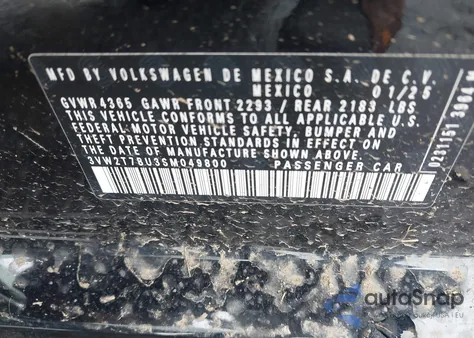 MFD BY VOLKSWAGEN DE MEXICO S.A. DE C.V.
MEXICO 01/25
GVWR 4365 GAWR FRONT 2293 / REAR 2183 LBS
THIS VEHICLE CONFORMS TO ALL APPLICABLE
FEDERAL MOTOR VEHICLE SAFETY, BUMPER AND
THEFT PREVENTION STANDARDS IN EFFECT ON
THE DATE OF MANUFACTURE SHOWN ABOVE.
3VW2T7BU3SM049800 PASSENGER CAR
0291151 3004
autoSnap